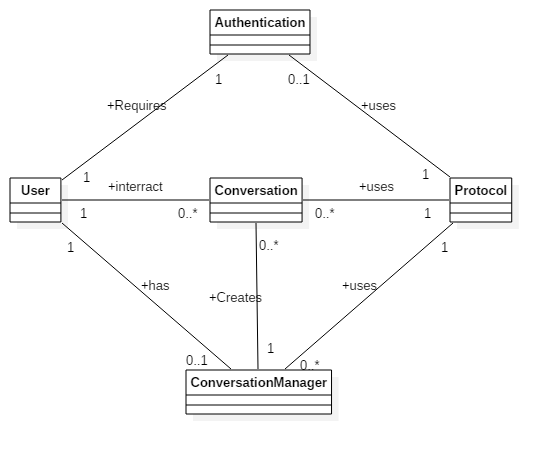 Authentication
1
0..1
+Requires
+uses
1
1
User
+interract
Conversation
+uses
Protocol
1
0..*
0..*
1
1
0..*
1
+has
+Creates
+uses
1
0..1
0..*
ConversationManager